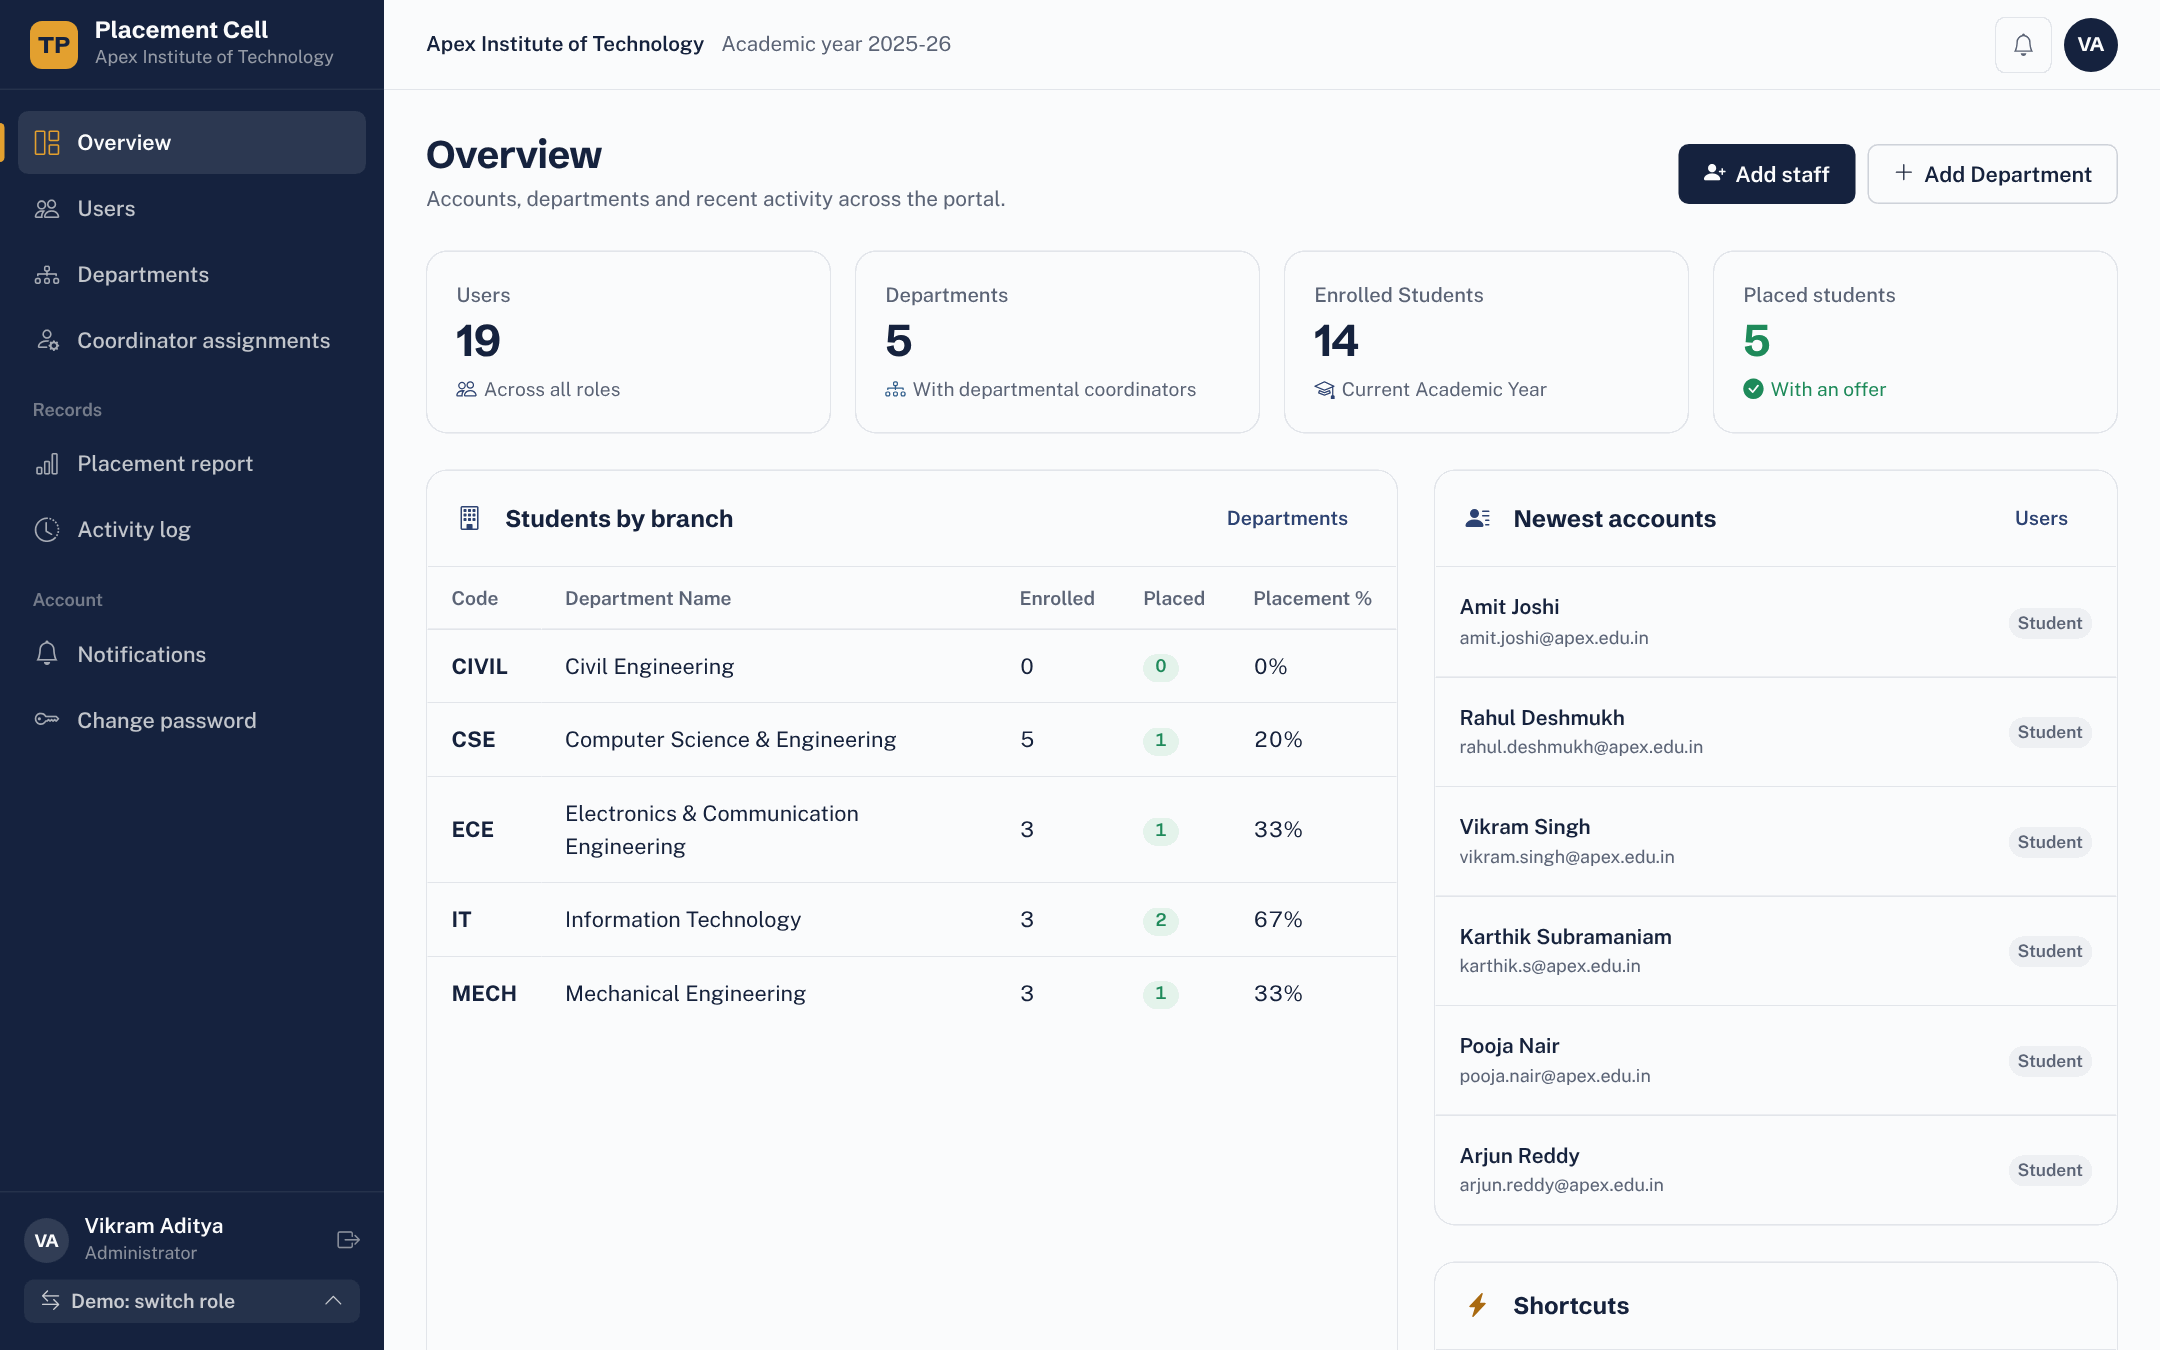 TP
Placement Cell
Apex Institute of Technology
Overview
Users
Departments
Coordinator assignments
Records
Placement report
Activity log
Account
Notifications
Change password
VA
Vikram Aditya
Administrator
Demo: switch role
Apex Institute of Technology Academic year 2025-26
VA
Overview
Accounts, departments and recent activity across the portal.
Add staff
Add Department
Users
19
Across all roles
Departments
5
With departmental coordinators
Enrolled Students
14
Current Academic Year
Placed students
5
With an offer
Students by branch
Departments
Code Department Name Enrolled Placed Placement %
CIVIL Civil Engineering 0 0 0%
CSE Computer Science & Engineering 5 1 20%
ECE Electronics & Communication
Engineering 3 1 33%
IT Information Technology 3 2 67%
MECH Mechanical Engineering 3 1 33%
Newest accounts
Users
Amit Joshi
amit.joshi@apex.edu.in
Student
Rahul Deshmukh
rahul.deshmukh@apex.edu.in
Student
Vikram Singh
vikram.singh@apex.edu.in
Student
Karthik Subramaniam
karthik.s@apex.edu.in
Student
Pooja Nair
pooja.nair@apex.edu.in
Student
Arjun Reddy
arjun.reddy@apex.edu.in
Student
Shortcuts